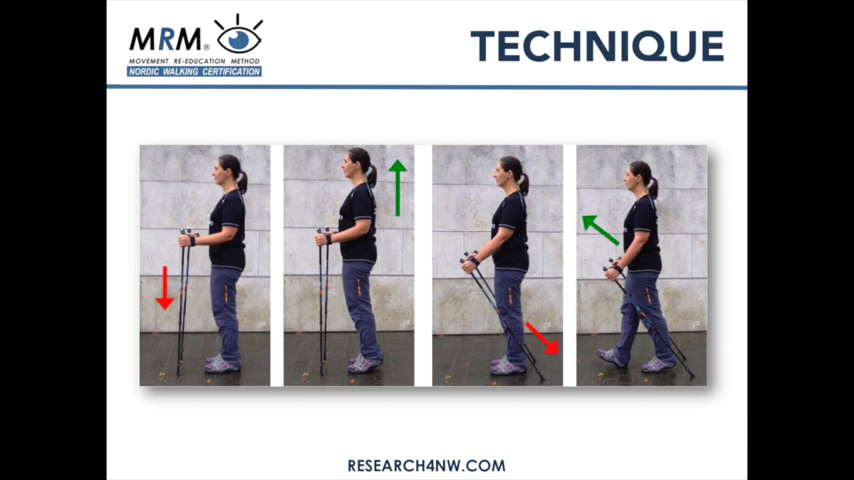 MRM®
MOVEMENT RE-EDUCATION METHOD
NORDIC WALKING CERTIFICATION
TECHNIQUE
RESEARCH4NW.COM